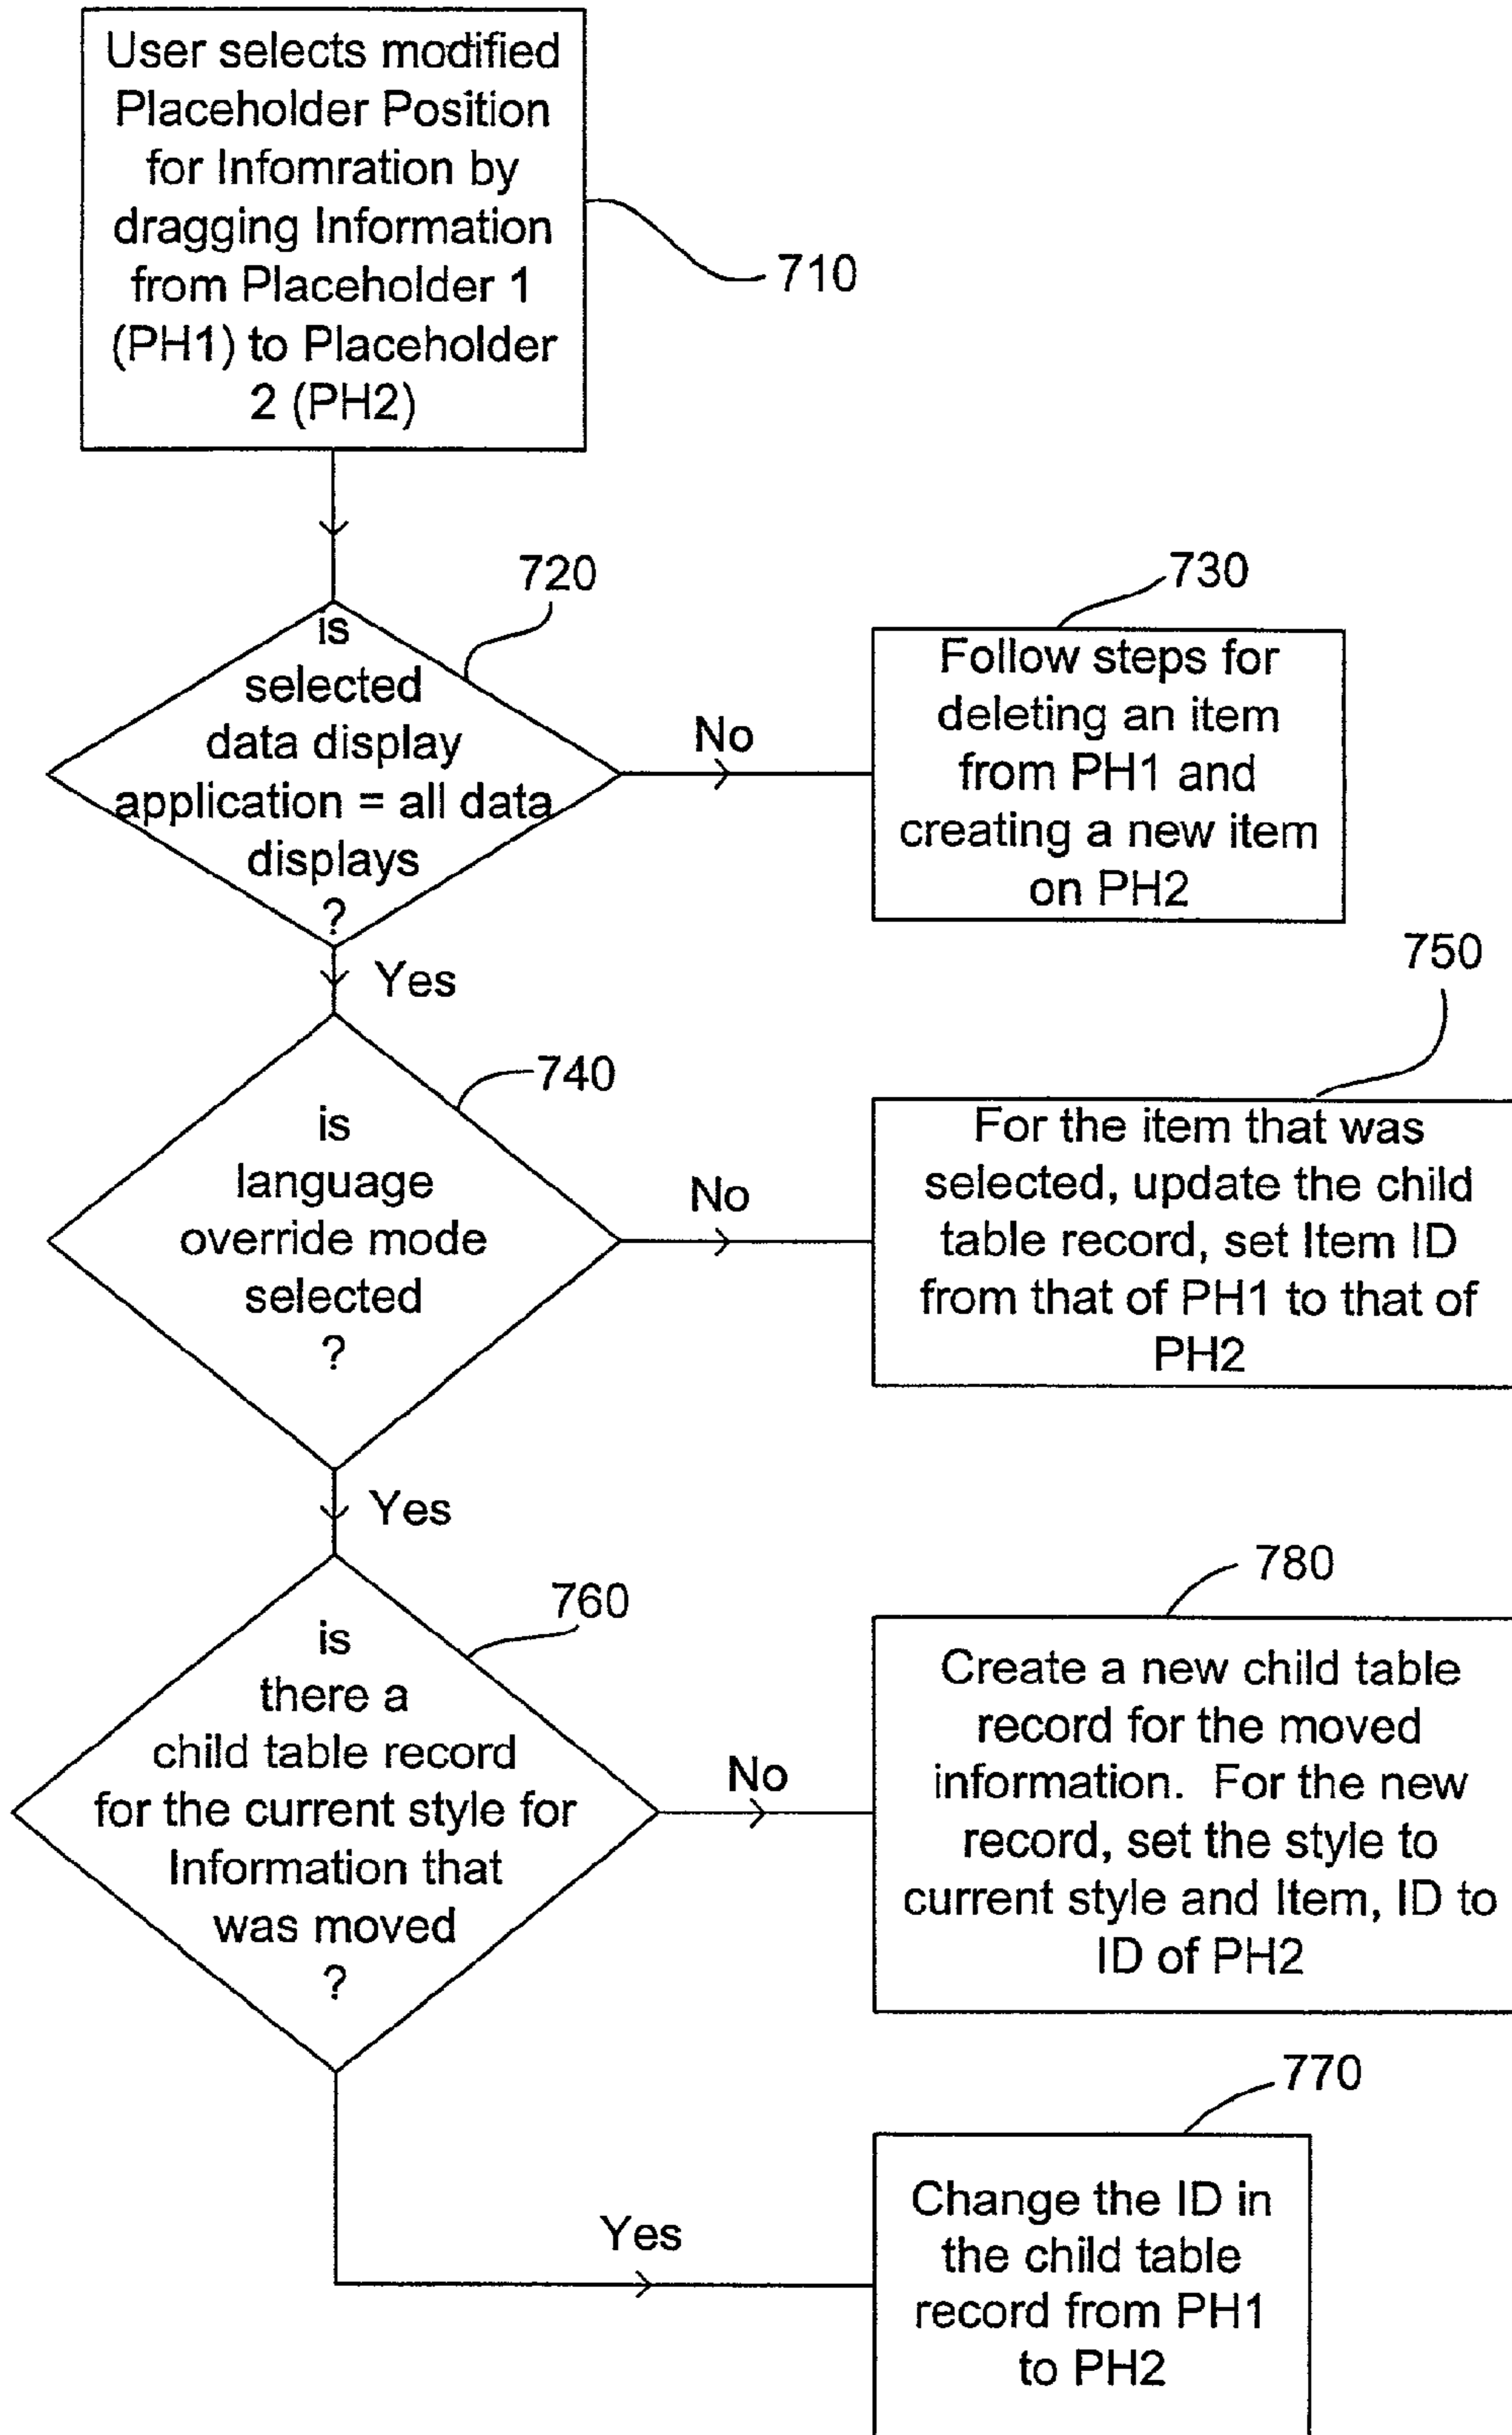 User selects modified
Placeholder Position
for Infomration by
dragging Information
from Placeholder 1
(PH1) to Placeholder
2 (PH2)
710
720
is
selected
data display
application = all data
displays
?
No
730
Follow steps for
deleting an item
from PH1 and
creating a new item
on PH2
Yes
740
is
language
override mode
selected
?
No
750
For the item that was
selected, update the child
table record, set Item ID
from that of PH1 to that of
PH2
Yes
760
is
there a
child table record
for the current style for
Information that
was moved
?
No
780
Create a new child table
record for the moved
information. For the new
record, set the style to
current style and Item, ID to
ID of PH2
Yes
770
Change the ID in
the child table
record from PH1
to PH2